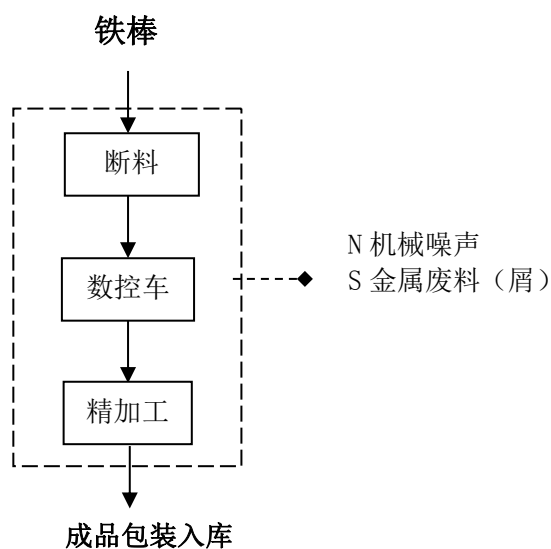 铁棒
断料
数控车
精加工
N 机械噪声
S 金属废料（屑）
成品包装入库